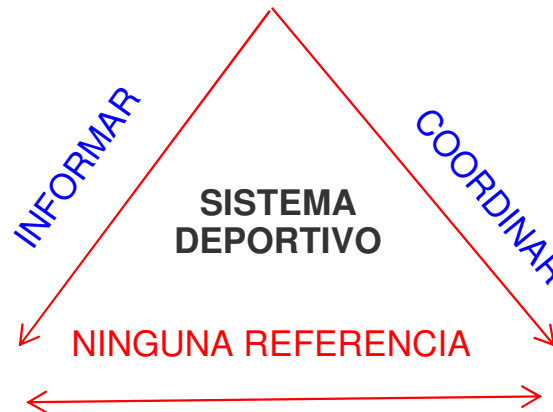 INFORMAR
COORDINAR
SISTEMA
DEPORTIVO
NINGUNA REFERENCIA